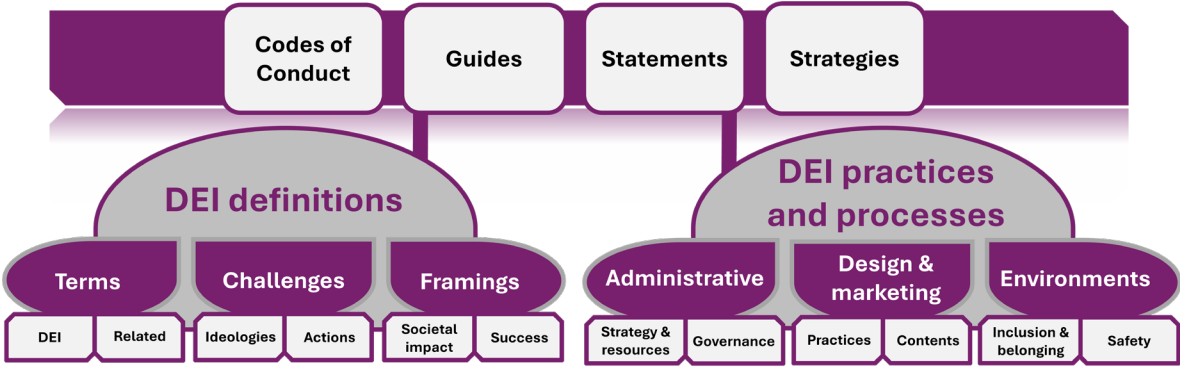 Codes of
Conduct
Guides
Statements
Strategies
DEI definitions
Terms
Challenges
Framings
DEI
Related
Ideologies
Actions
Societal
impact
Success
DEI practices
and processes
Administrative
Design &
marketing
Environments
Strategy &
resources
Governance
Practices
Contents
Inclusion &
belonging
Safety